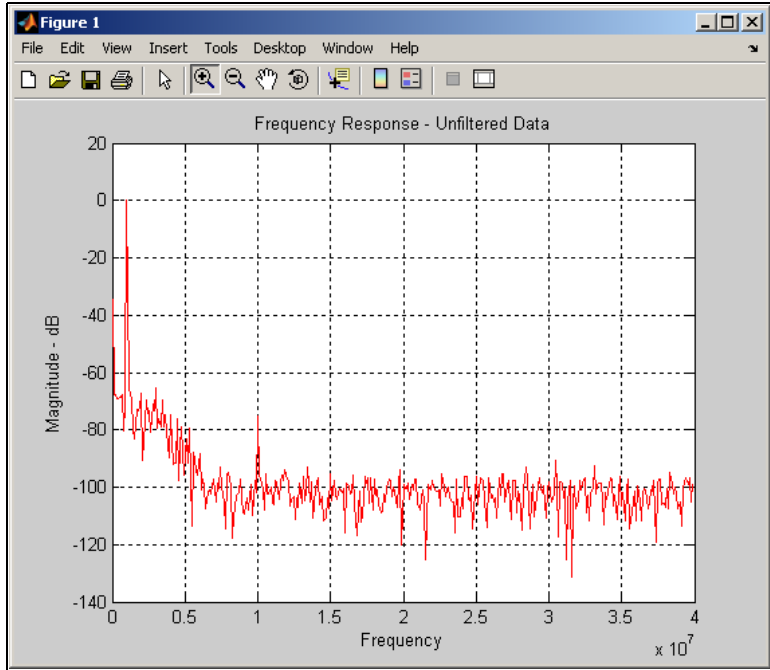 Figure 1
File Edit View Insert Tools Desktop Window Help
Frequency Response - Unfiltered Data
20
0
-20
-40
-60
-80
-100
-120
-140
Magnitude - dB
0 0.5 1 1.5 2 2.5 3 3.5 4
Frequency
x 10^7